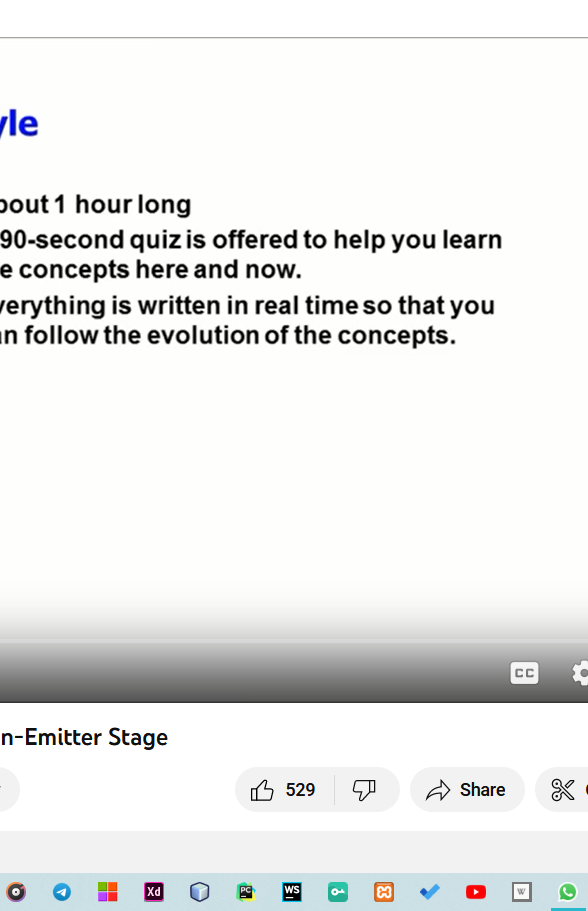 yle
bout 1 hour long
90-second quiz is offered to help you learn
e concepts here and now.
verything is written in real time so that you
an follow the evolution of the concepts.
CC
n-Emitter Stage
529
Share
Xd
PC
WS
W